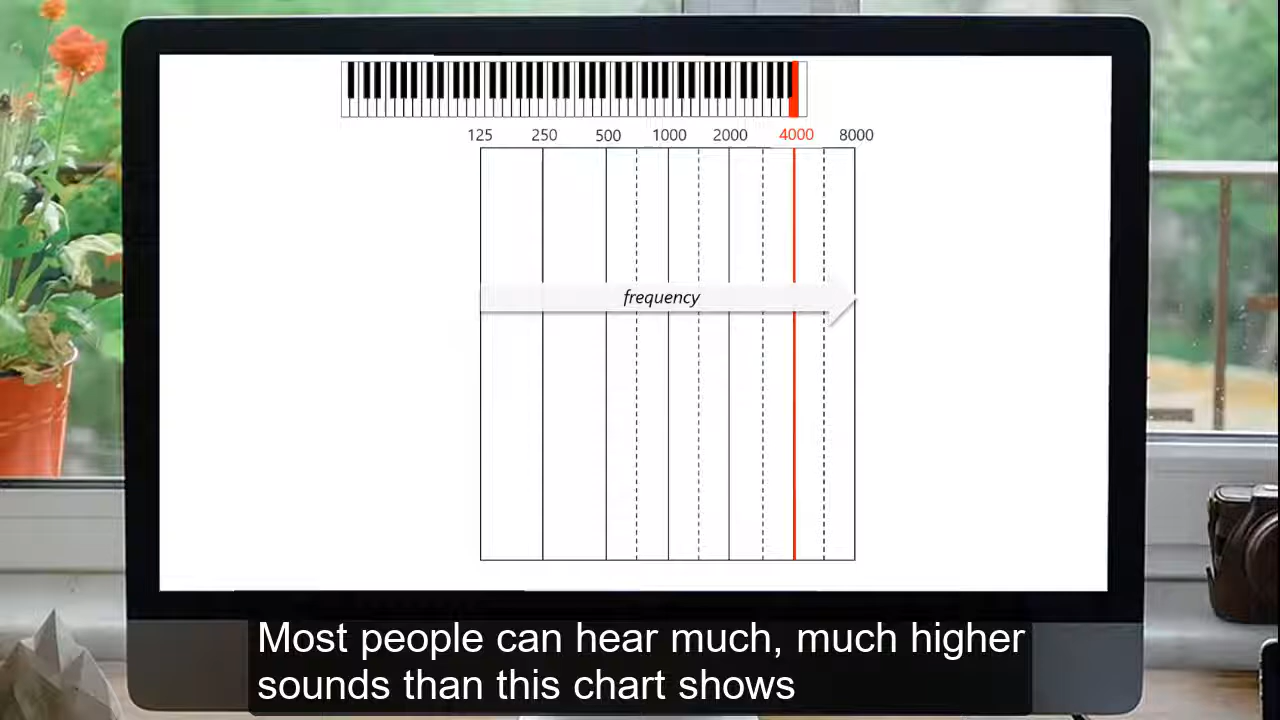 125 250 500 1000 2000 4000 8000
frequency
Most people can hear much, much higher
sounds than this chart shows